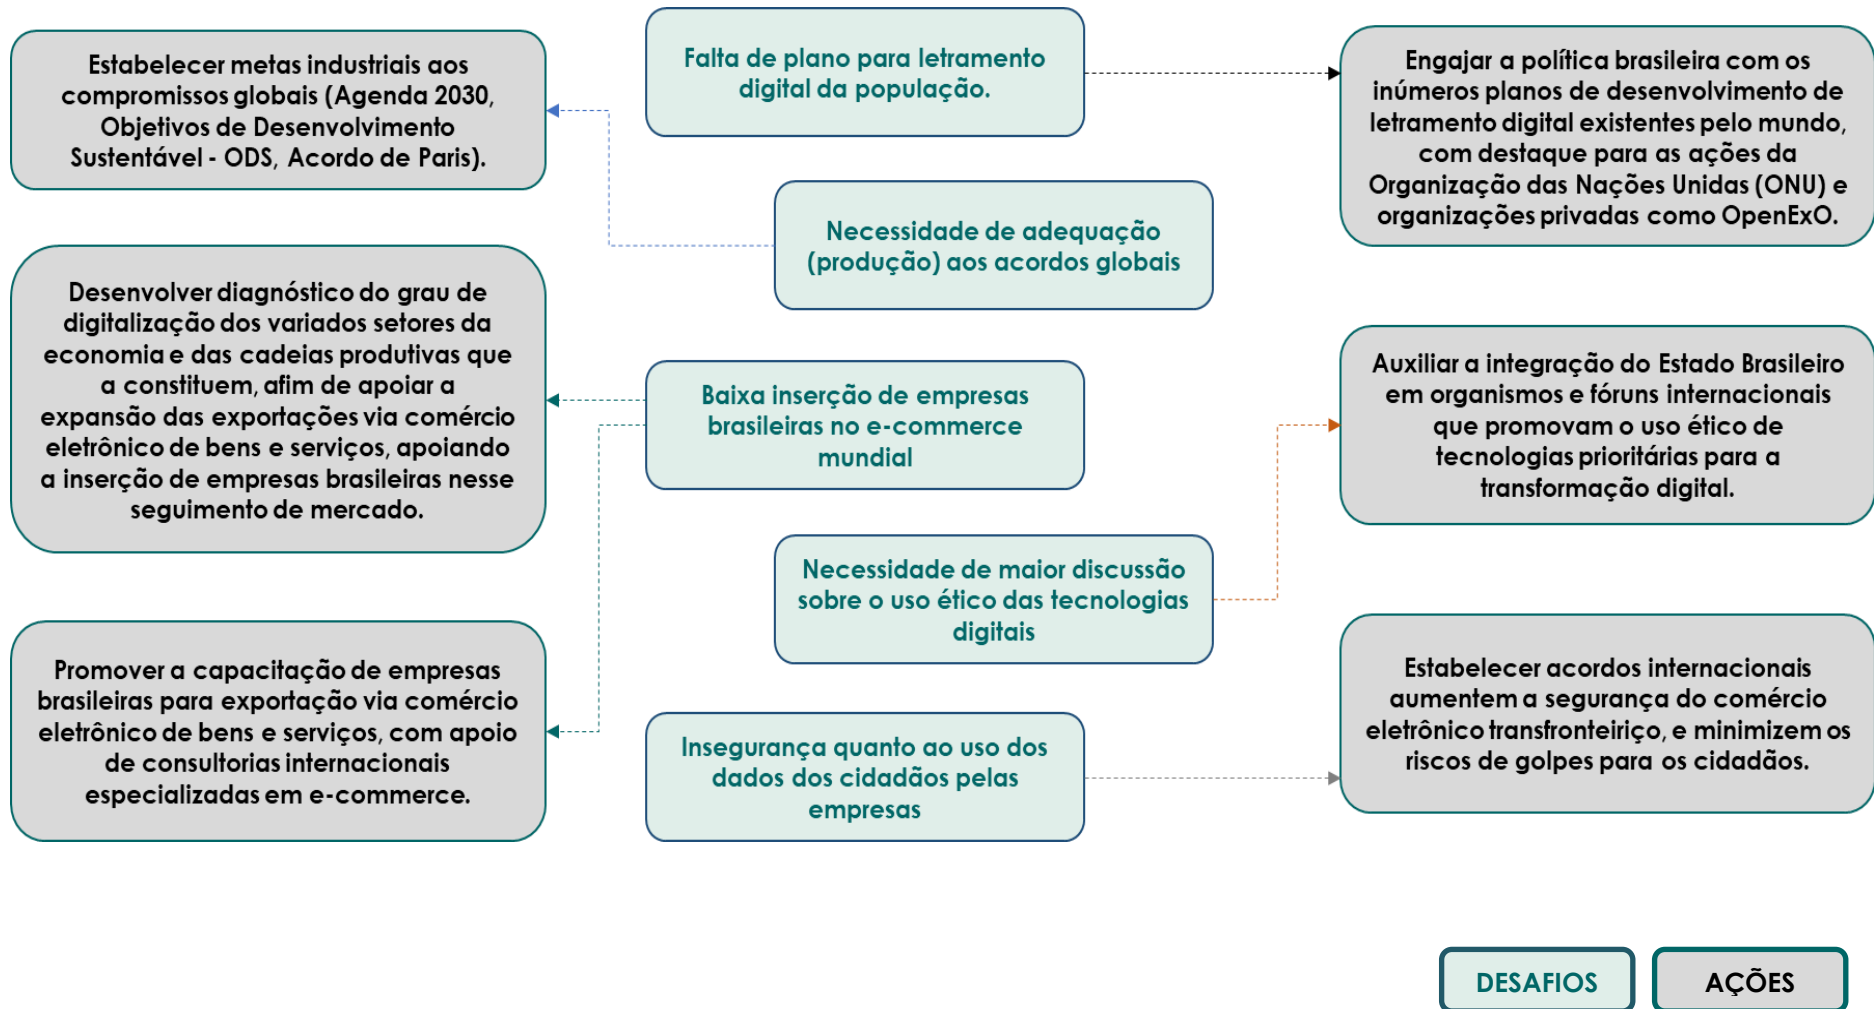 Estabelecer metas industriais aos
compromissos globais (Agenda 2030,
Objetivos de Desenvolvimento
Sustentável - ODS, Acordo de Paris).
Desenvolver diagnóstico do grau de
digitalização dos variados setores da
economia e das cadeias produtivas que
a constituem, afim de apoiar a
expansão das exportações via comércio
eletrônico de bens e serviços, apoiando
a inserção de empresas brasileiras nesse
seguimento de mercado.
Promover a capacitação de empresas
brasileiras para exportação via comércio
eletrônico de bens e serviços, com apoio
de consultorias internacionais
especializadas em e-commerce.
Falta de plano para letramento
digital da população.
Necessidade de adequação
(produção) aos acordos globais
Baixa inserção de empresas
brasileiras no e-commerce
mundial
Necessidade de maior discussão
sobre o uso ético das tecnologias
digitais
Insegurança quanto ao uso dos
dados dos cidadãos pelas
empresas
Engajar a política brasileira com os
inúmeros planos de desenvolvimento de
letramento digital existentes pelo mundo,
com destaque para as ações da
Organização das Nações Unidas (ONU) e
organizações privadas como OpenExO.
Auxiliar a integração do Estado Brasileiro
em organismos e fóruns internacionais
que promovam o uso ético de
tecnologias prioritárias para a
transformação digital.
Estabelecer acordos internacionais
aumentem a segurança do comércio
eletrônico transfronteiriço, e minimizem os
riscos de golpes para os cidadãos.
DESAFIOS
AÇÕES